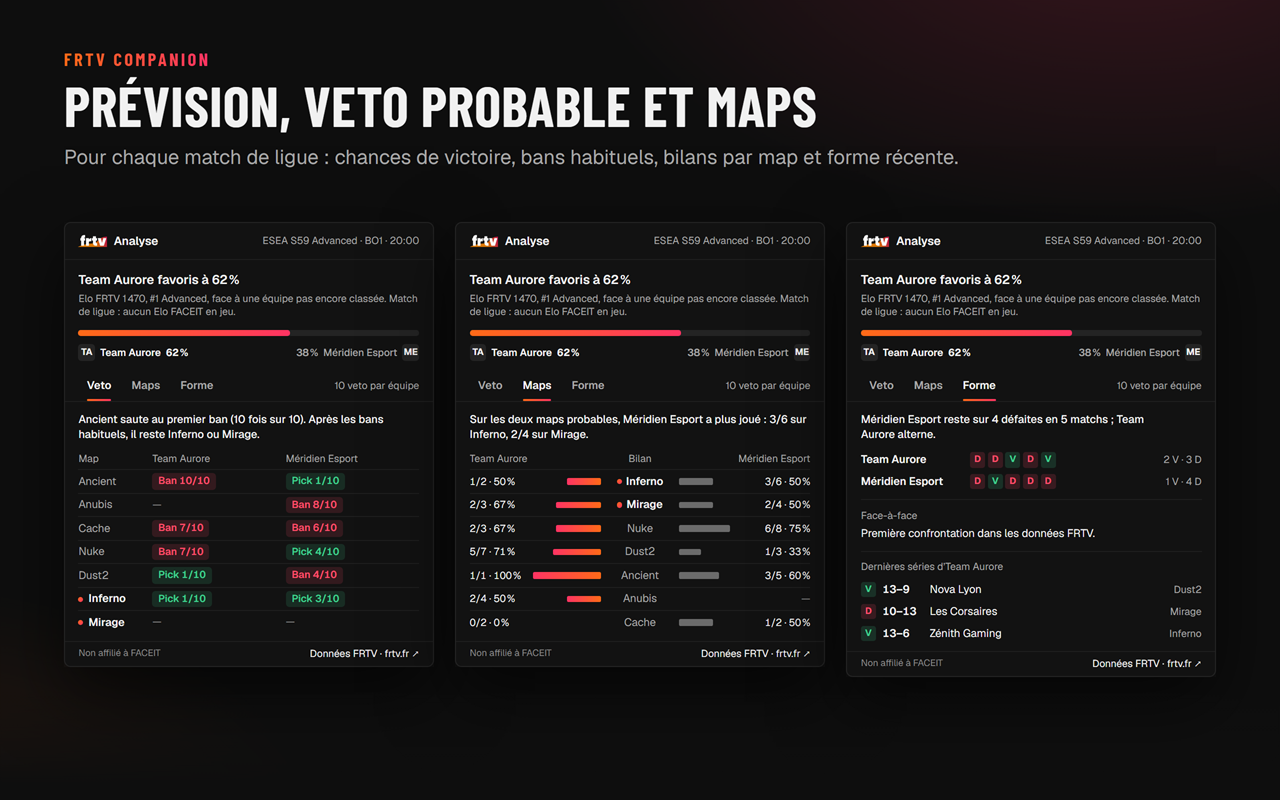 FRTV COMPANION
PRÉVISION, VETO PROBABLE ET MAPS
Pour chaque match de ligue : chances de victoire, bans habituels, bilans par map et forme récente.
frtv Analyse ESEA S59 Advanced · BO1 · 20:00
Team Aurore favoris à 62 %
Elo FRTV 1470, #1 Advanced, face à une équipe pas encore classée. Match
de ligue : aucun Elo FACEIT en jeu.
TA Team Aurore 62 % 38 % Méridien Esport ME
Veto Maps Forme 10 veto par équipe
Ancient saute au premier ban (10 fois sur 10). Après les bans
habituels, il reste Inferno ou Mirage.
Map Team Aurore Méridien Esport
Ancient Ban 10/10 Pick 1/10
Anubis — Ban 8/10
Cache Ban 7/10 Ban 6/10
Nuke Ban 7/10 Pick 4/10
Dust2 Pick 1/10 Ban 4/10
Inferno Pick 1/10 Pick 3/10
Mirage — —
Non affilié à FACEIT Données FRTV · frtv.fr ↗
frtv Analyse ESEA S59 Advanced · BO1 · 20:00
Team Aurore favoris à 62 %
Elo FRTV 1470, #1 Advanced, face à une équipe pas encore classée. Match
de ligue : aucun Elo FACEIT en jeu.
TA Team Aurore 62 % 38 % Méridien Esport ME
Veto Maps Forme 10 veto par équipe
Sur les deux maps probables, Méridien Esport a plus joué : 3/6 sur
Inferno, 2/4 sur Mirage.
Team Aurore Bilan Méridien Esport
1/2 · 50 % Inferno 3/6 · 50 %
2/3 · 67 % Mirage 2/4 · 50 %
2/3 · 67 % Nuke 6/8 · 75 %
5/7 · 71 % Dust2 1/3 · 33 %
1/1 · 100 % Ancient 3/5 · 60 %
2/4 · 50 % Anubis —
0/2 · 0 % Cache 1/2 · 50 %
Non affilié à FACEIT Données FRTV · frtv.fr ↗
frtv Analyse ESEA S59 Advanced · BO1 · 20:00
Team Aurore favoris à 62 %
Elo FRTV 1470, #1 Advanced, face à une équipe pas encore classée. Match
de ligue : aucun Elo FACEIT en jeu.
TA Team Aurore 62 % 38 % Méridien Esport ME
Veto Maps Forme 10 veto par équipe
Méridien Esport reste sur 4 défaites en 5 matchs ; Team
Aurore alterne.
Team Aurore D D V D V 2 V · 3 D
Méridien Esport D V D D D 1 V · 4 D
Face-à-face
Première confrontation dans les données FRTV.
Dernières séries d’Team Aurore
V 13–9 Nova Lyon Dust2
D 10–13 Les Corsaires Mirage
V 13–6 Zénith Gaming Inferno
Non affilié à FACEIT Données FRTV · frtv.fr ↗